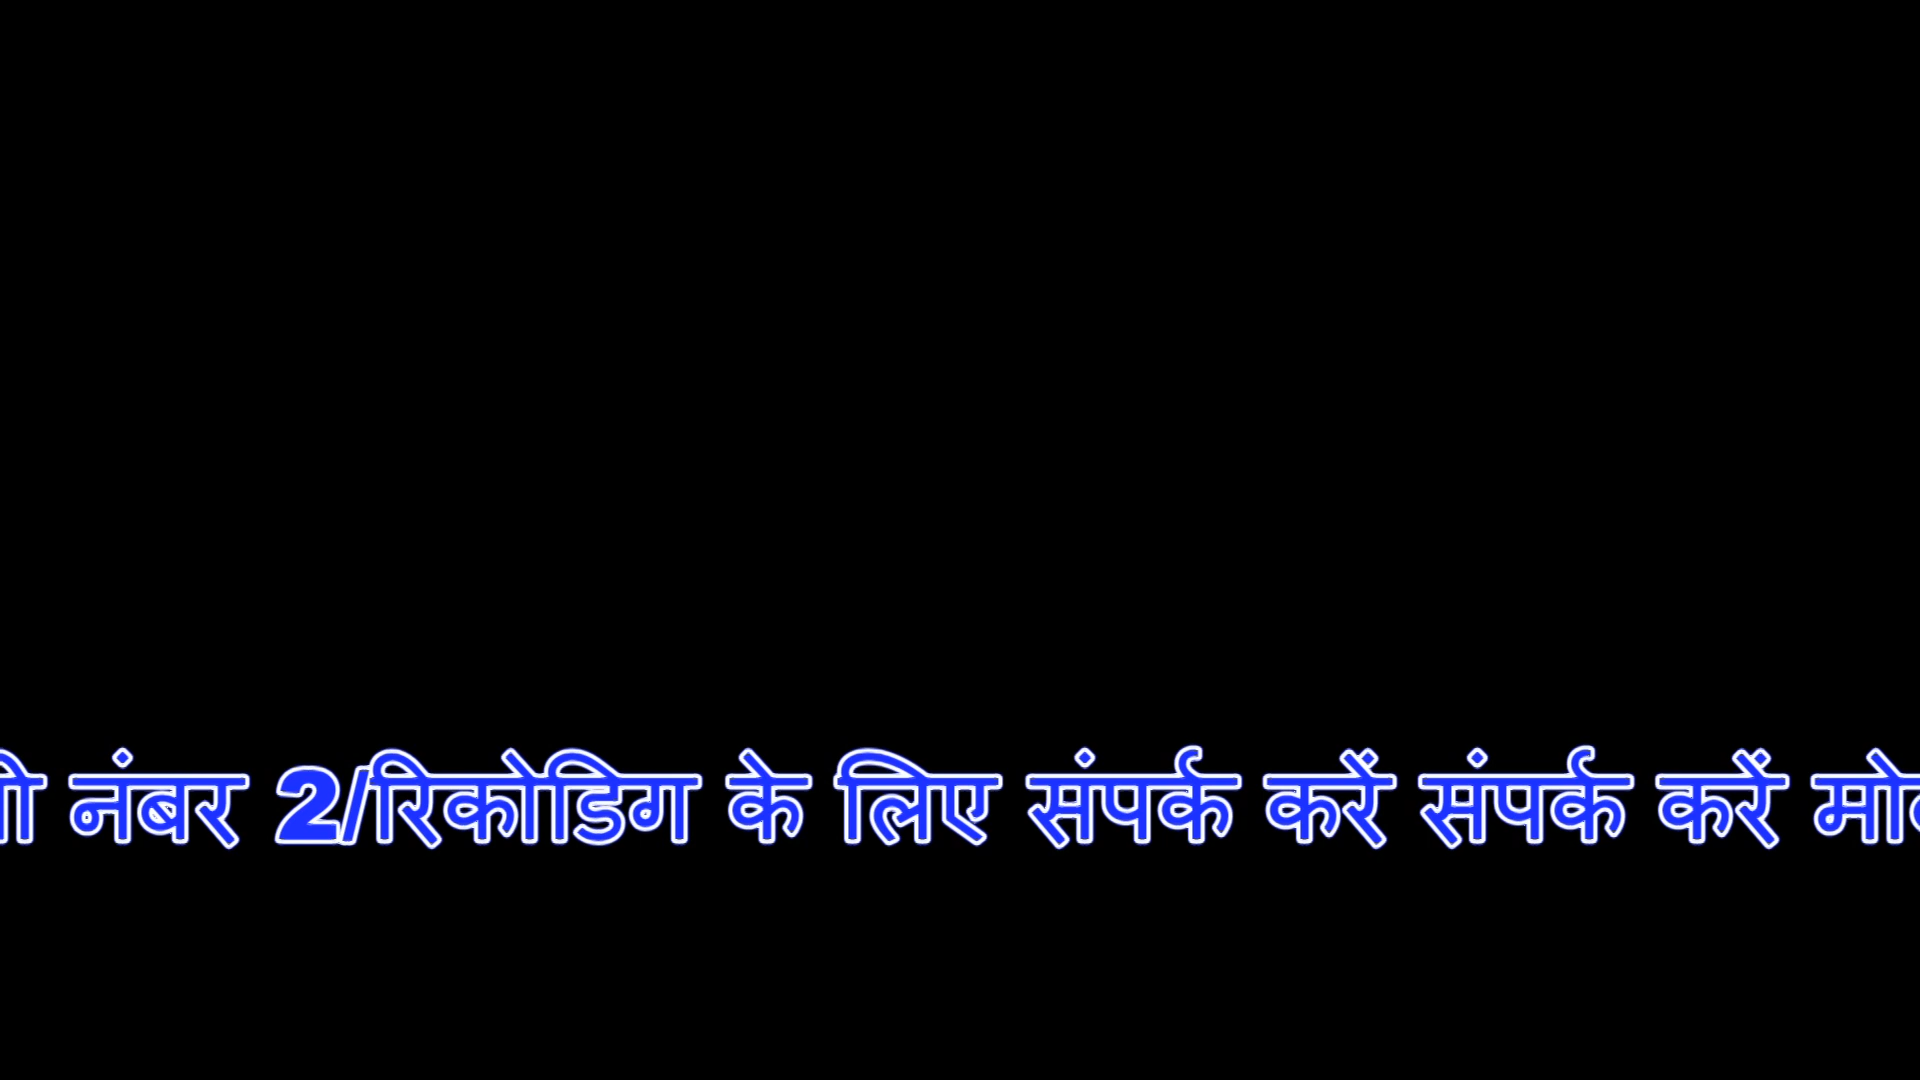 नंबर 2/रिकोडिग के लिए संपर्क करें संपर्क करें